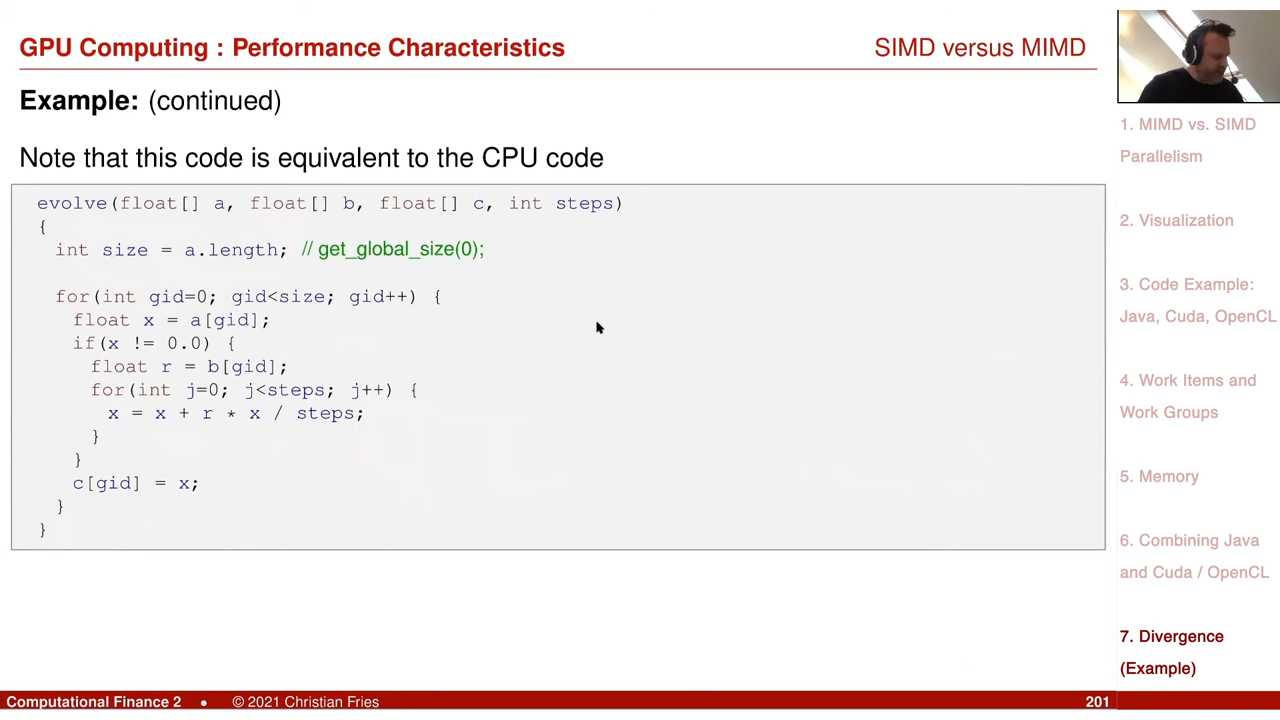 GPU Computing : Performance Characteristics
SIMD versus MIMD
Example: (continued)
Note that this code is equivalent to the CPU code
evolve(float[] a, float[] b, float[] c, int steps)
{
int size = a.length; // get_global_size(0);
for(int gid=0; gid<size; gid++) {
float x = a[gid];
if(x != 0.0) {
float r = b[gid];
for(int j=0; j<steps; j++) {
x = x + r * x / steps;
}
}
c[gid] = x;
}
}
1. MIMD vs. SIMD
Parallelism
2. Visualization
3. Code Example:
Java, Cuda, OpenCL
4. Work Items and
Work Groups
5. Memory
6. Combining Java
and Cuda / OpenCL
7. Divergence
(Example)
Computational Finance 2 • © 2021 Christian Fries 201